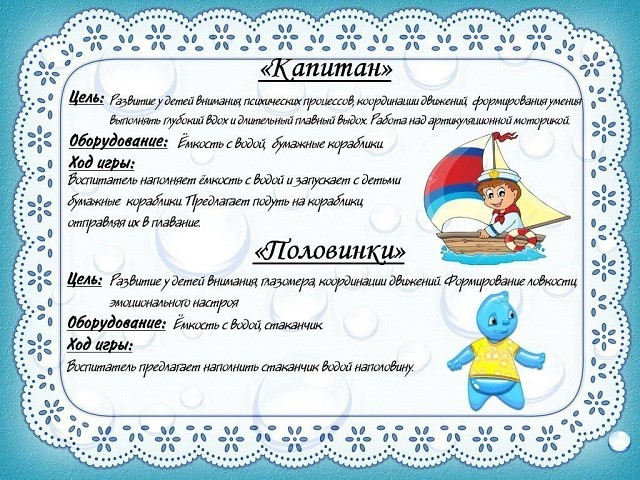 «Капитан»
Цель: Развитие у детей внимания, психических процессов, координации движений, формирования умения
выполнять глубокий вдох и длительный плавный выдох. Работа над артикуляционной моторикой.
Оборудование: Ёмкость с водой, бумажные кораблики.
Ход игры:
Воспитатель наполняет ёмкость с водой и запускает с детьми
бумажные кораблики. Предлагает подуть на кораблики,
отправляя их в плавание.
«Половинки»
Цель: Развитие у детей внимания, глазомера, координации движений. Формирование ловкости,
эмоционального настроя
Оборудование: Ёмкость с водой, стаканчик.
Ход игры:
Воспитатель предлагает наполнить стаканчик водой наполовину.